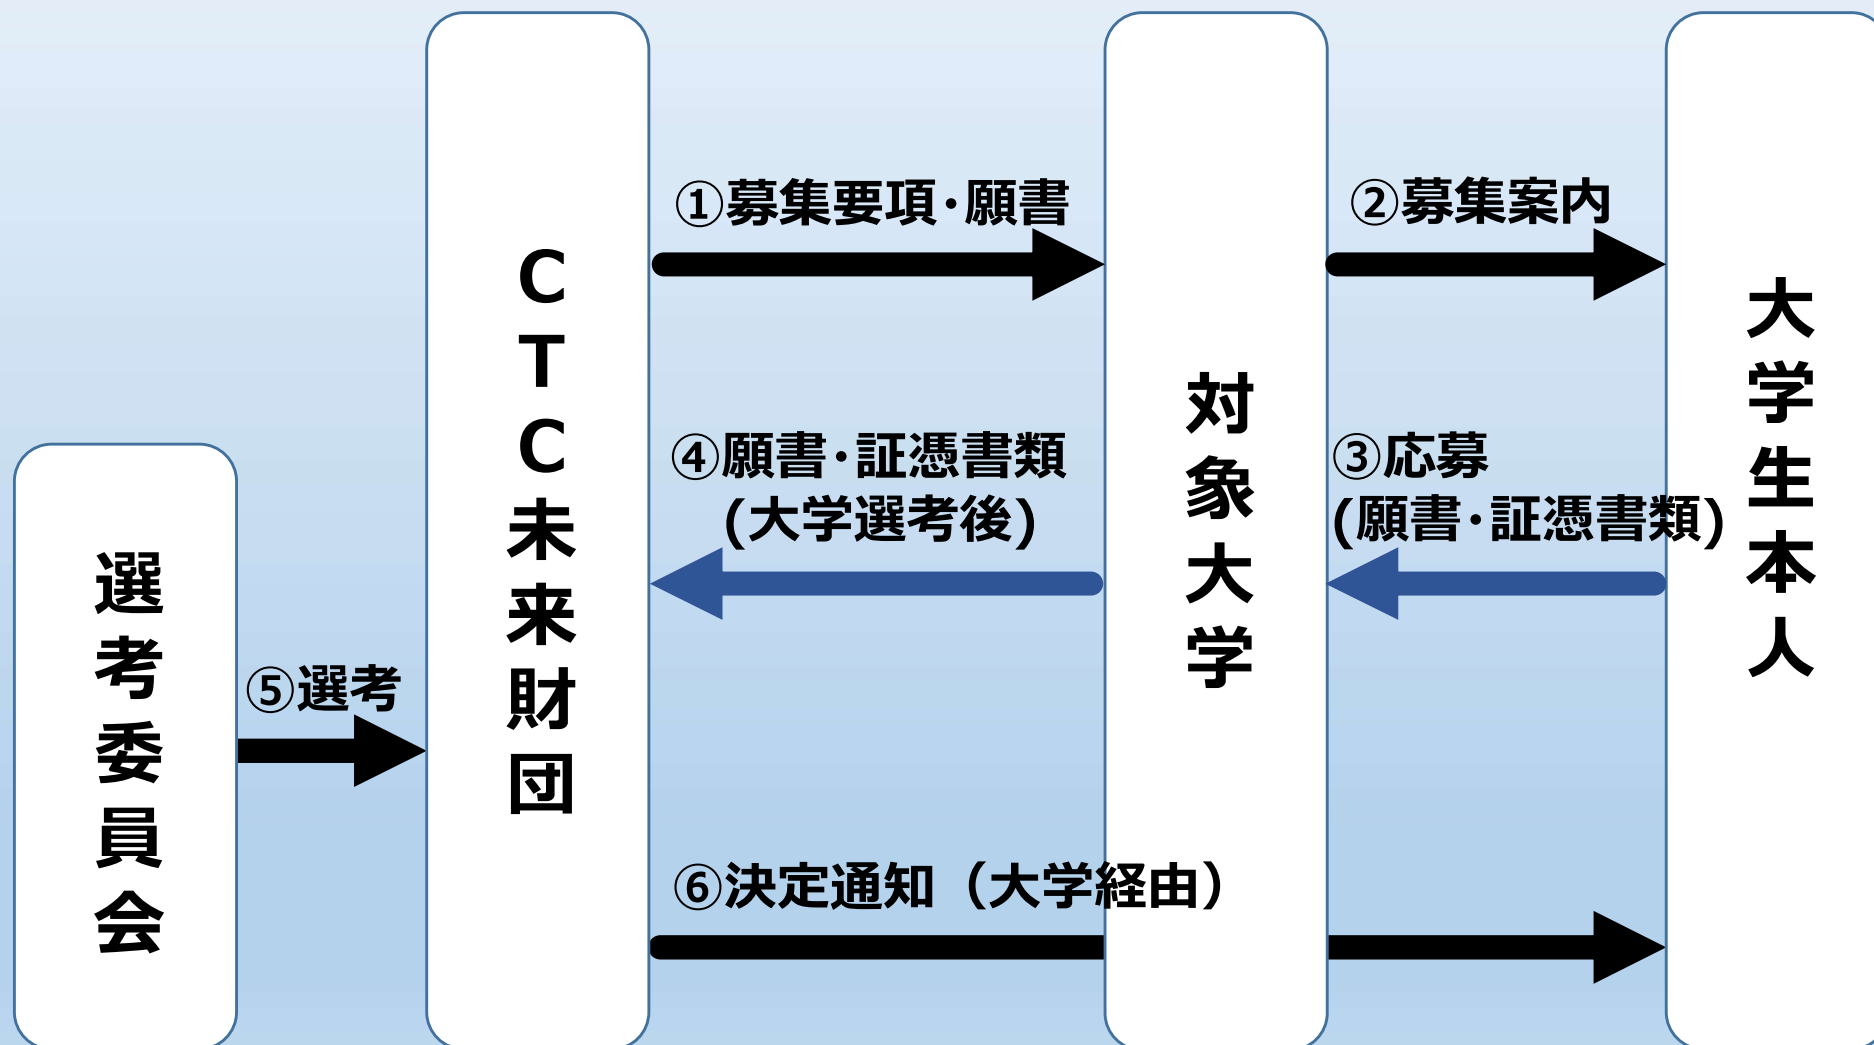 選考委員会
CTC未来財団
対象大学
大学生本人
①募集要項・願書
②募集案内
③応募
(願書・証憑書類)
④願書・証憑書類
(大学選考後)
⑤選考
⑥決定通知（大学経由）